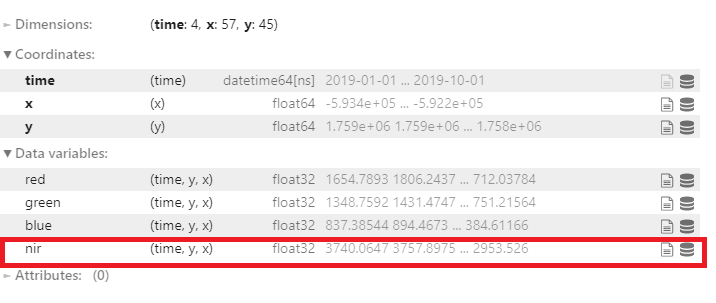 Dimensions: (time: 4, x: 57, y: 45)
Coordinates:
time (time) datetime64[ns] 2019-01-01 ... 2019-10-01
x (x) float64 -5.934e+05 ... -5.922e+05
y (y) float64 1.759e+06 1.759e+06 ... 1.758e+06
Data variables:
red (time, y, x) float32 1654.7893 1806.2437 ... 712.03784
green (time, y, x) float32 1348.7592 1431.4747 ... 751.21564
blue (time, y, x) float32 837.38544 894.4673 ... 384.61166
nir (time, y, x) float32 3740.0647 3757.8975 ... 2953.526
Attributes: (0)